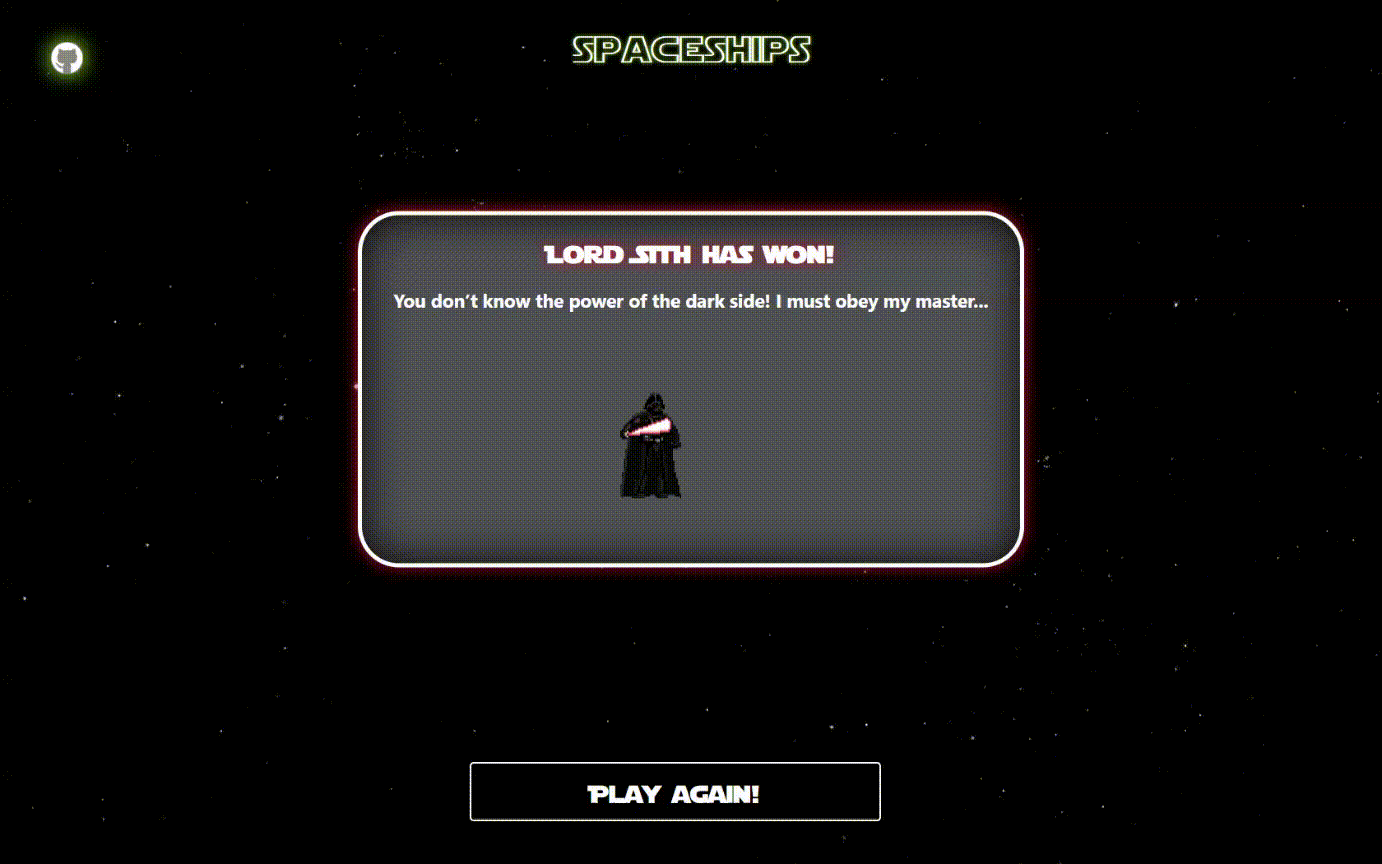 SPACESHIPS
LORD SITH HAS WON!
You don't know the power of the dark side! I must obey my master...
PLAY AGAIN!